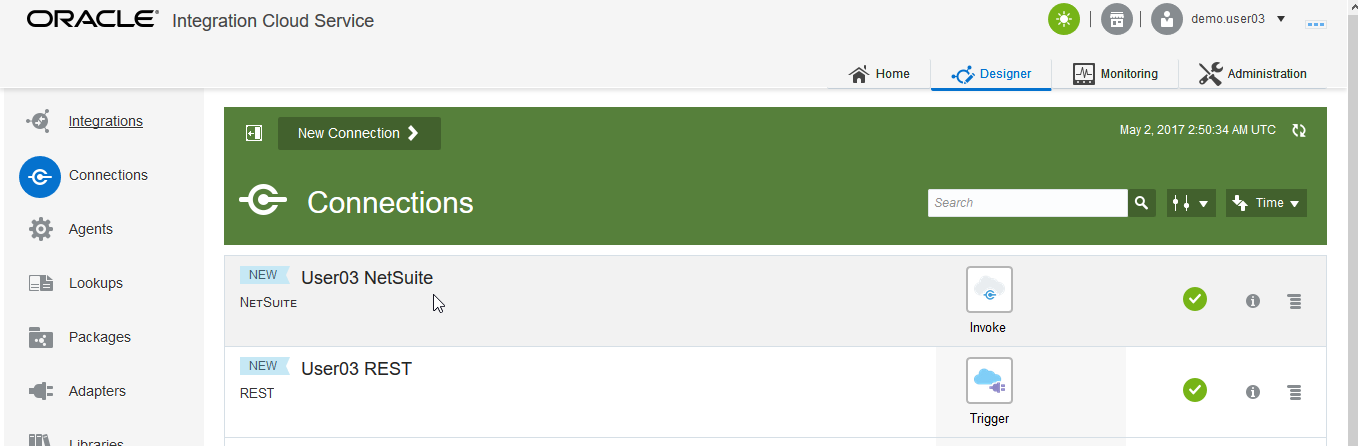 ORACLE® Integration Cloud Service
demo.user03
Home
Designer
Monitoring
Administration
Integrations
Connections
Agents
Lookups
Packages
Adapters
Libraries
New Connection
May 2, 2017 2:50:34 AM UTC
Connections
Search
Time
NEW User03 NetSuite
NETSUITE
Invoke
NEW User03 REST
REST
Trigger